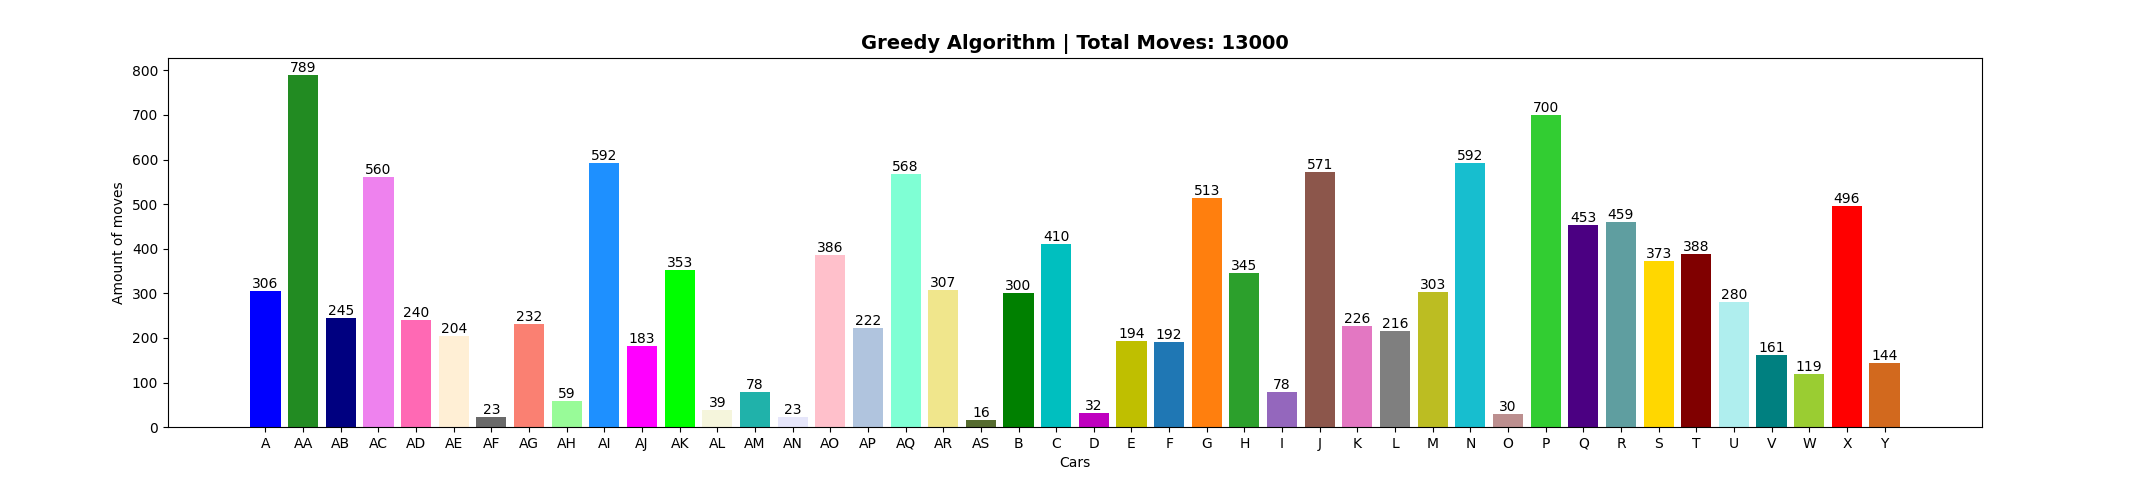 Greedy Algorithm | Total Moves: 13000
800
700
600
500
400
300
200
100
0
Amount of moves
306 789 245 560 240 204 23 232 59 592 183 353 39 78 23 386 222 568 307 16 300 410 32 194 192 513 345 78 571 226 216 303 592 30 700 453 459 373 388 280 161 119 496 144
A AA AB AC AD AE AF AG AH AI AJ AK AL AM AN AO AP AQ AR AS B C D E F G H I J K L M N O P Q R S T U V W X Y
Cars